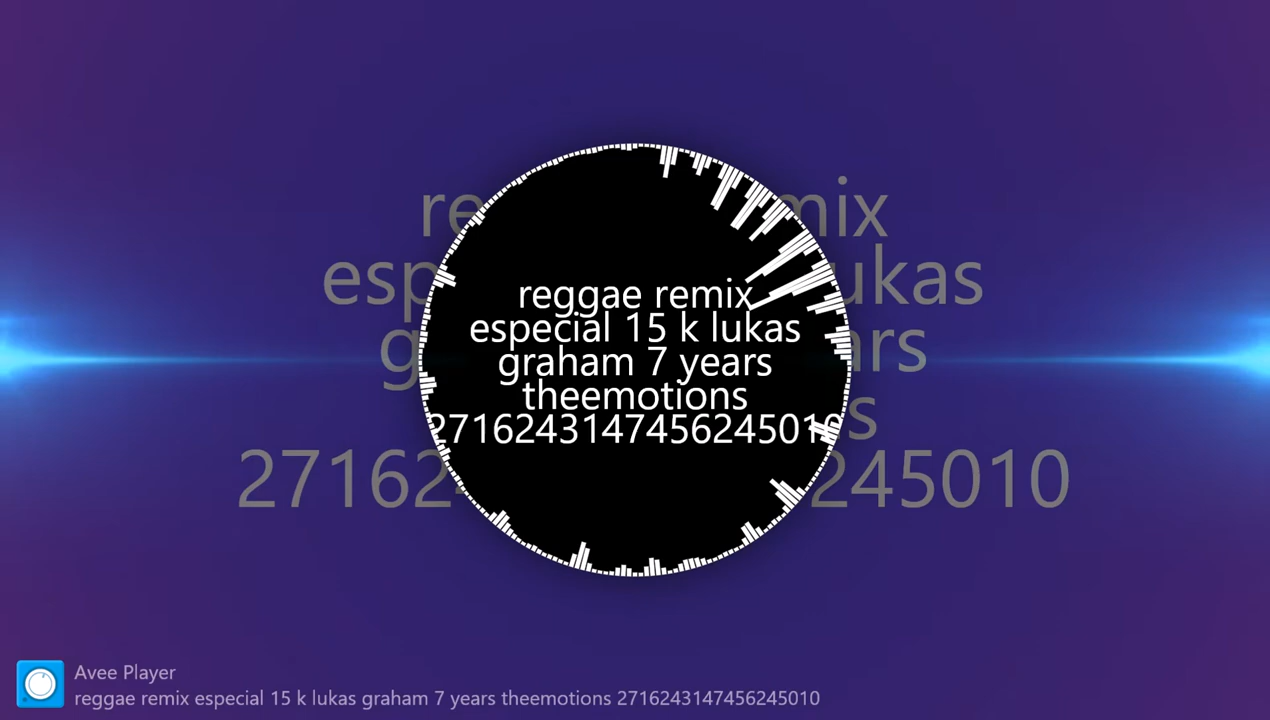 reggae remix
especial 15 k lukas
graham 7 years
theemotions
2716243147456245010
Avee Player
reggae remix especial 15 k lukas graham 7 years theemotions 2716243147456245010